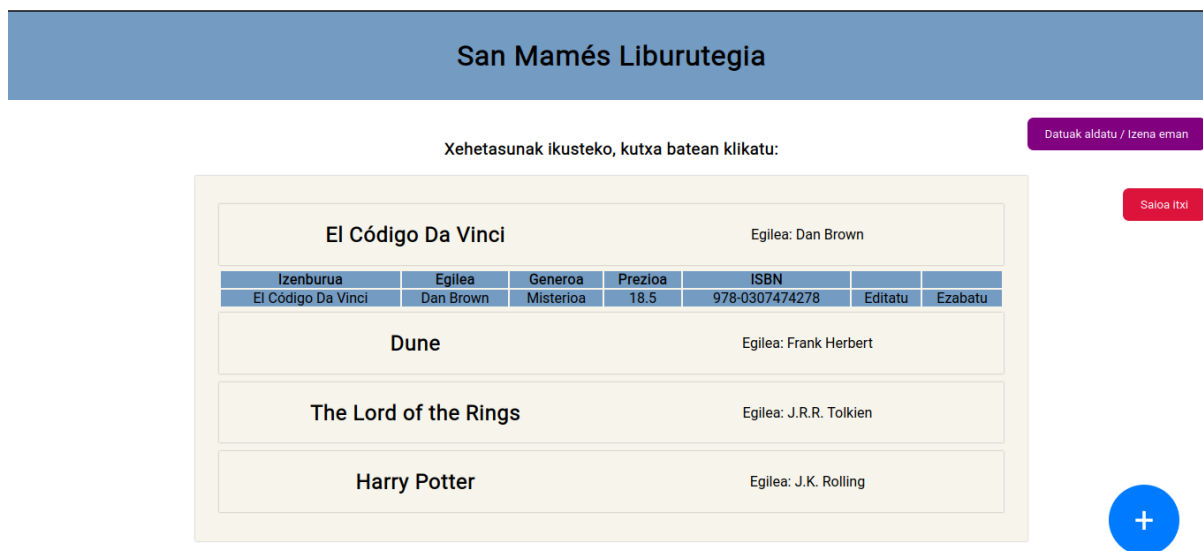 San Mamés Liburutegia
Datuak aldatu / Izena eman
Xehetasunak ikusteko, kutxa batean klikatu:
Saioa itxi
El Código Da Vinci Egilea: Dan Brown
Izenburua Egilea Generoa Prezioa ISBN
El Código Da Vinci Dan Brown Misterioa 18.5 978-0307474278 Editatu Ezabatu
Dune Egilea: Frank Herbert
The Lord of the Rings Egilea: J.R.R. Tolkien
Harry Potter Egilea: J.K. Rolling
+